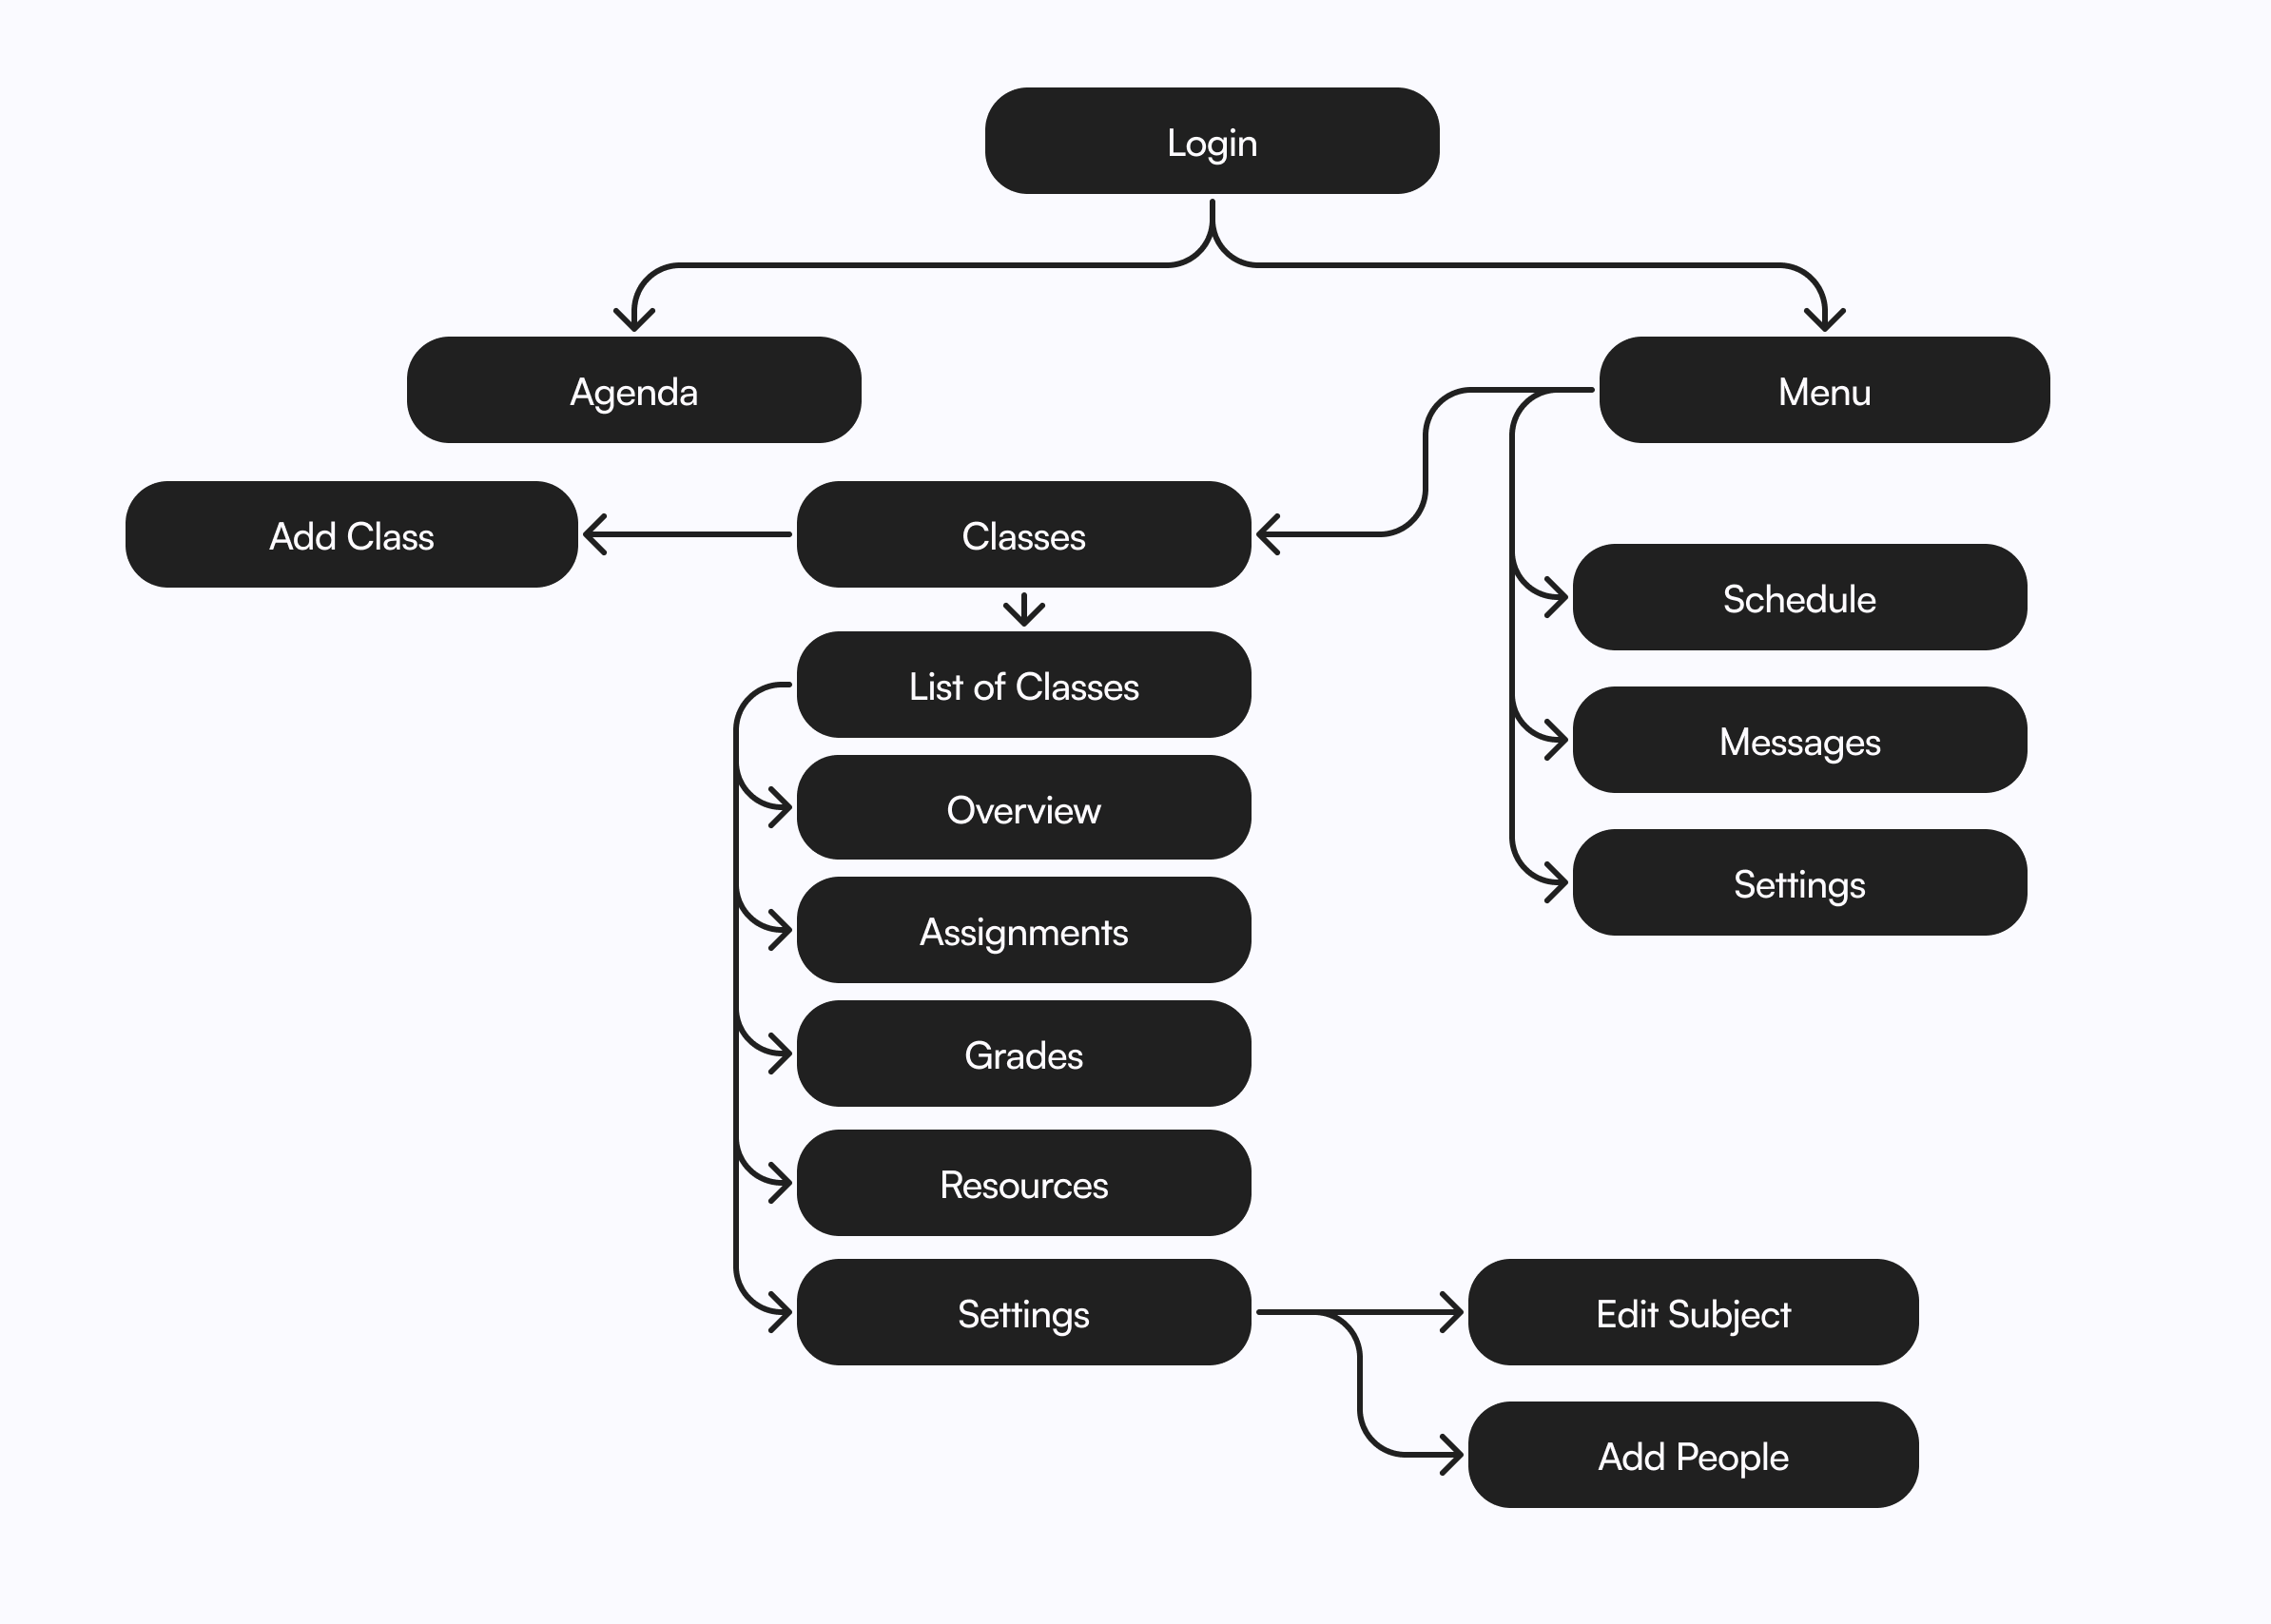 Login
Agenda
Menu
Add Class
Classes
Schedule
List of Classes
Messages
Overview
Settings
Assignments
Grades
Resources
Settings
Edit Subject
Add People